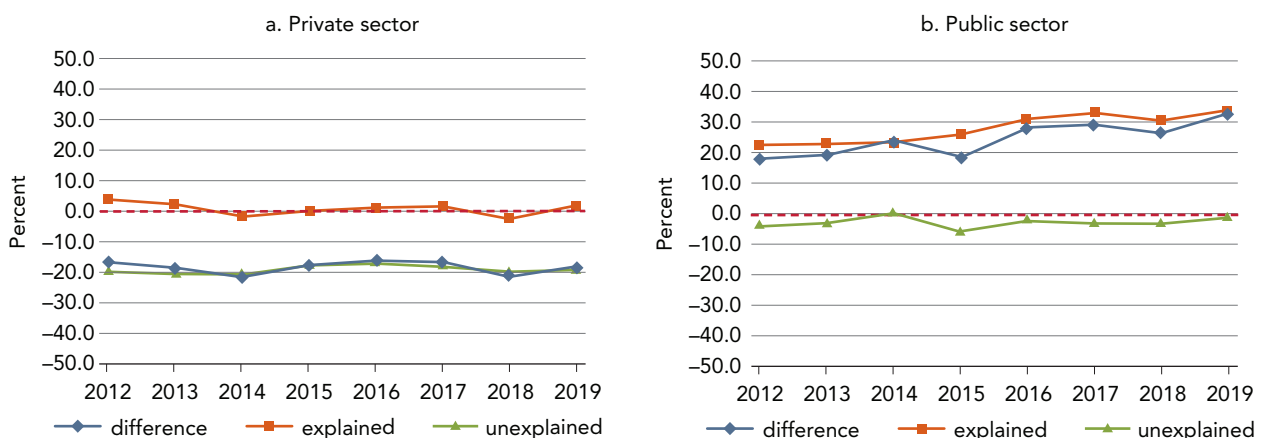 a. Private sector
Percent
50.0
40.0
30.0
20.0
10.0
0.0
–10.0
–20.0
–30.0
–40.0
–50.0
2012 2013 2014 2015 2016 2017 2018 2019
difference explained unexplained
b. Public sector
Percent
50.0
40.0
30.0
20.0
10.0
0.0
–10.0
–20.0
–30.0
–40.0
–50.0
2012 2013 2014 2015 2016 2017 2018 2019
difference explained unexplained